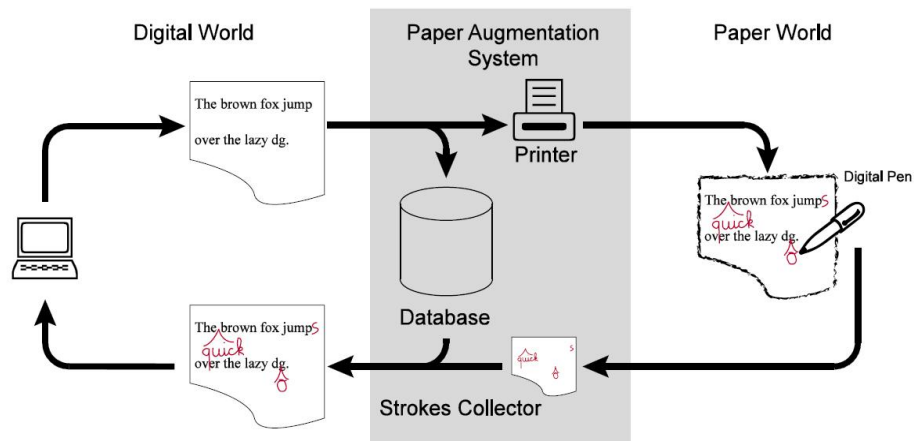 Digital World
Paper Augmentation
System
Paper World
The brown fox jump
over the lazy dg.
Printer
Digital Pen
The brown fox jumps
quick
over the lazy dg.
o
Database
The brown fox jumps
quick
over the lazy dg.
o
s
quick
o
Strokes Collector